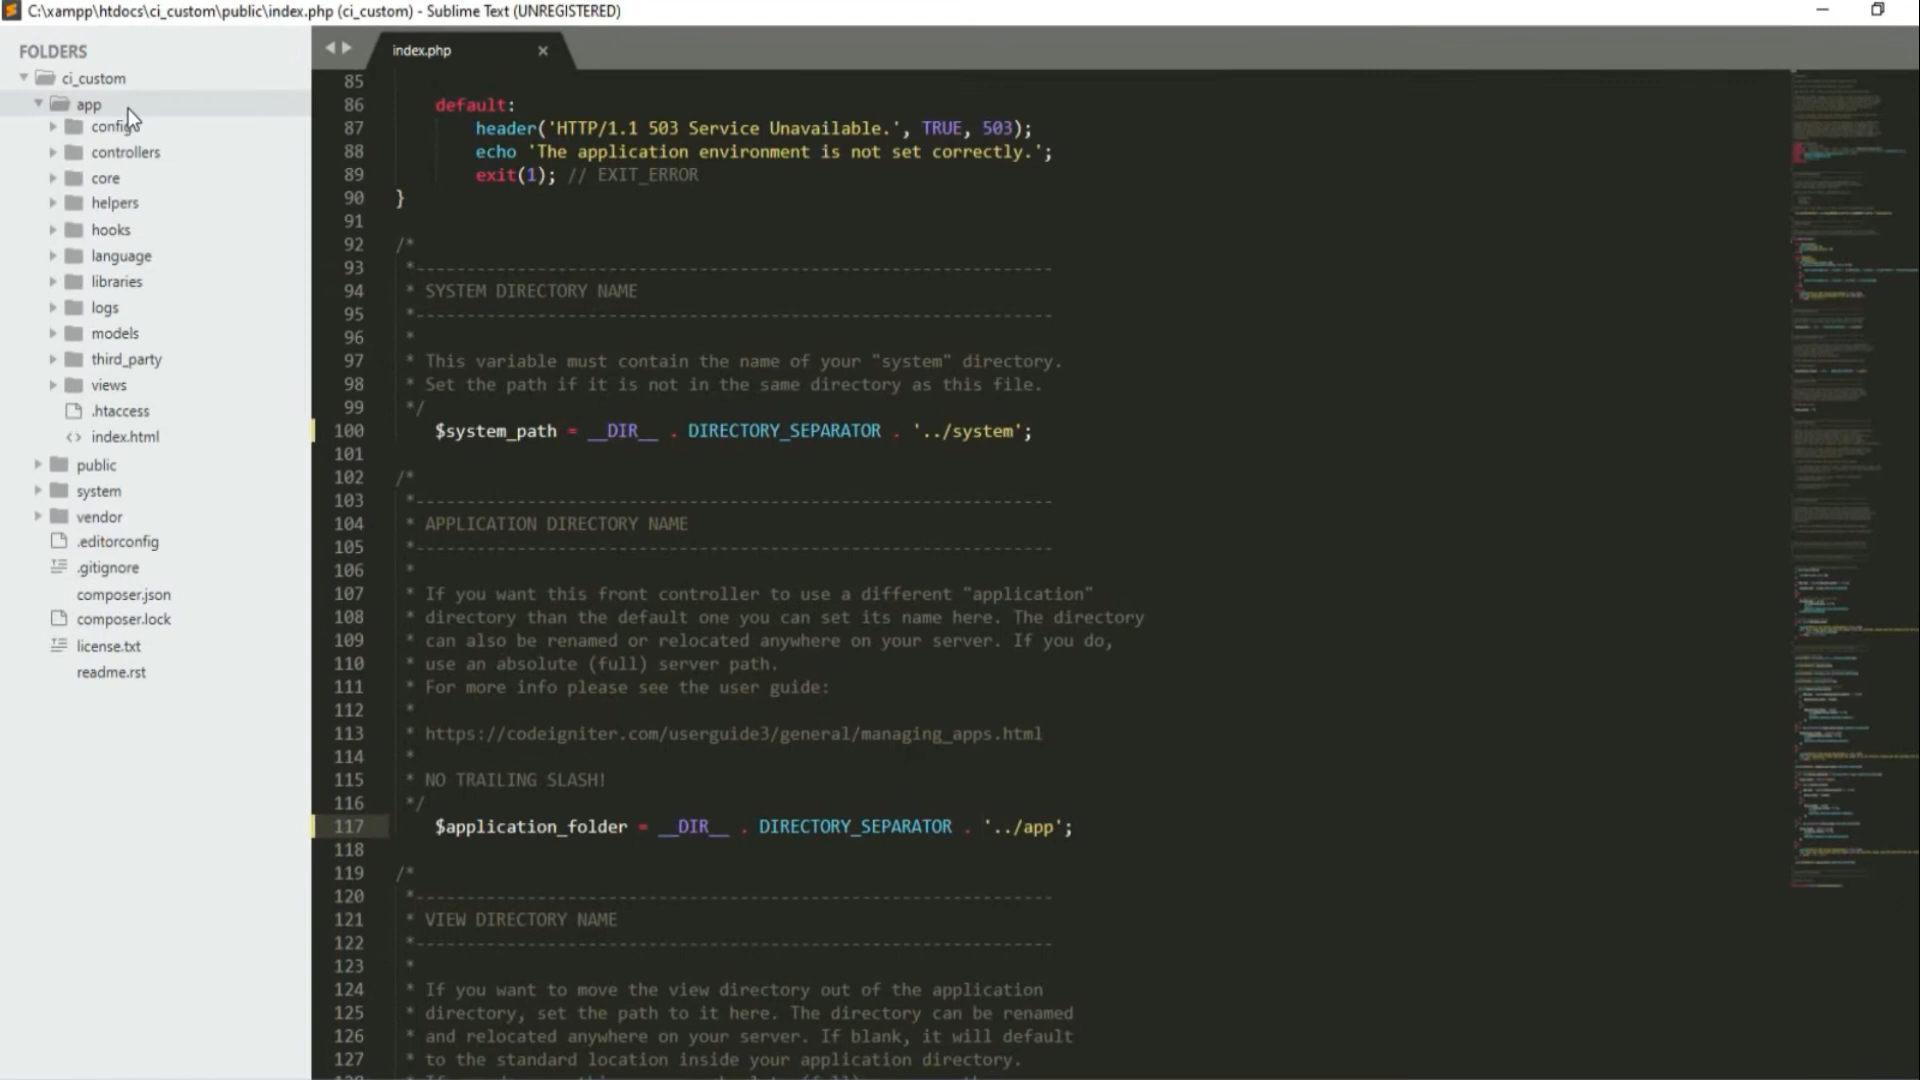 C:\xampp\htdocs\ci_custom\public\index.php (ci_custom) - Sublime Text (UNREGISTERED)
FOLDERS
ci_custom
app
config
controllers
core
helpers
hooks
language
libraries
logs
models
third_party
views
.htaccess
index.html
public
system
vendor
.editorconfig
.gitignore
composer.json
composer.lock
license.txt
readme.rst
index.php
85
86 default:
87 header('HTTP/1.1 503 Service Unavailable.', TRUE, 503);
88 echo 'The application environment is not set correctly.';
89 exit(1); // EXIT_ERROR
90 }
91
92 /*
93 *---------------------------------------------------------------
94 * SYSTEM DIRECTORY NAME
95 *---------------------------------------------------------------
96 *
97 * This variable must contain the name of your "system" directory.
98 * Set the path if it is not in the same directory as this file.
99 */
100 $system_path = __DIR__ . DIRECTORY_SEPARATOR . '../system';
101
102 /*
103 *---------------------------------------------------------------
104 * APPLICATION DIRECTORY NAME
105 *---------------------------------------------------------------
106 *
107 * If you want this front controller to use a different "application"
108 * directory than the default one you can set its name here. The directory
109 * can also be renamed or relocated anywhere on your server. If you do,
110 * use an absolute (full) server path.
111 * For more info please see the user guide:
112 *
113 * https://codeigniter.com/userguide3/general/managing_apps.html
114 *
115 * NO TRAILING SLASH!
116 */
117 $application_folder = __DIR__ . DIRECTORY_SEPARATOR . '../app';
118
119 /*
120 *---------------------------------------------------------------
121 * VIEW DIRECTORY NAME
122 *---------------------------------------------------------------
123 *
124 * If you want to move the view directory out of the application
125 * directory, set the path to it here. The directory can be renamed
126 * and relocated anywhere on your server. If blank, it will default
127 * to the standard location inside your application directory.